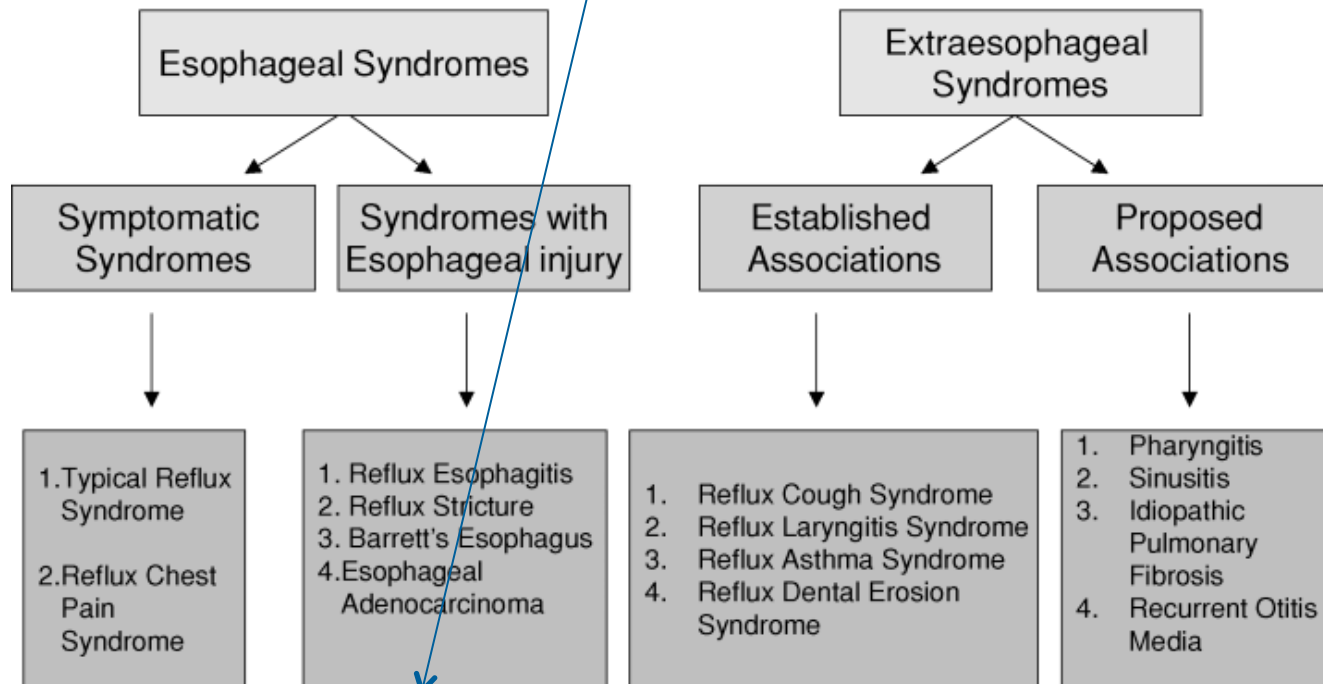 Esophageal Syndromes
Extraesophageal
Syndromes
Symptomatic
Syndromes
Syndromes with
Esophageal injury
Established
Associations
Proposed
Associations
1.Typical Reflux
Syndrome
2.Reflux Chest
Pain
Syndrome
1. Reflux Esophagitis
2. Reflux Stricture
3. Barrett's Esophagus
4.Esophageal
Adenocarcinoma
1. Reflux Cough Syndrome
2. Reflux Laryngitis Syndrome
3. Reflux Asthma Syndrome
4. Reflux Dental Erosion
Syndrome
1. Pharyngitis
2. Sinusitis
3. Idiopathic
Pulmonary
Fibrosis
4. Recurrent Otitis
Media